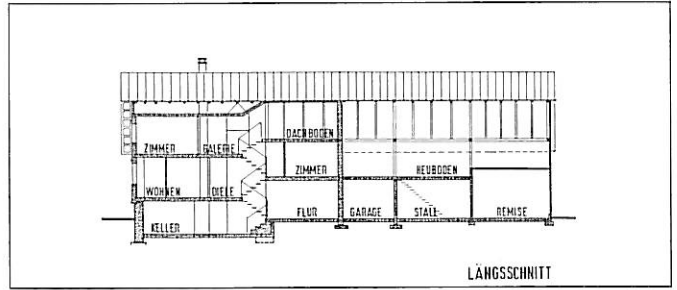 DACHBODEN
ZIMMER GALERIE
ZIMMER HEUBODEN
WOHNEN DIELE
FLUR GARAGE STALL REMISE
KELLER
LÄNGSSCHNITT